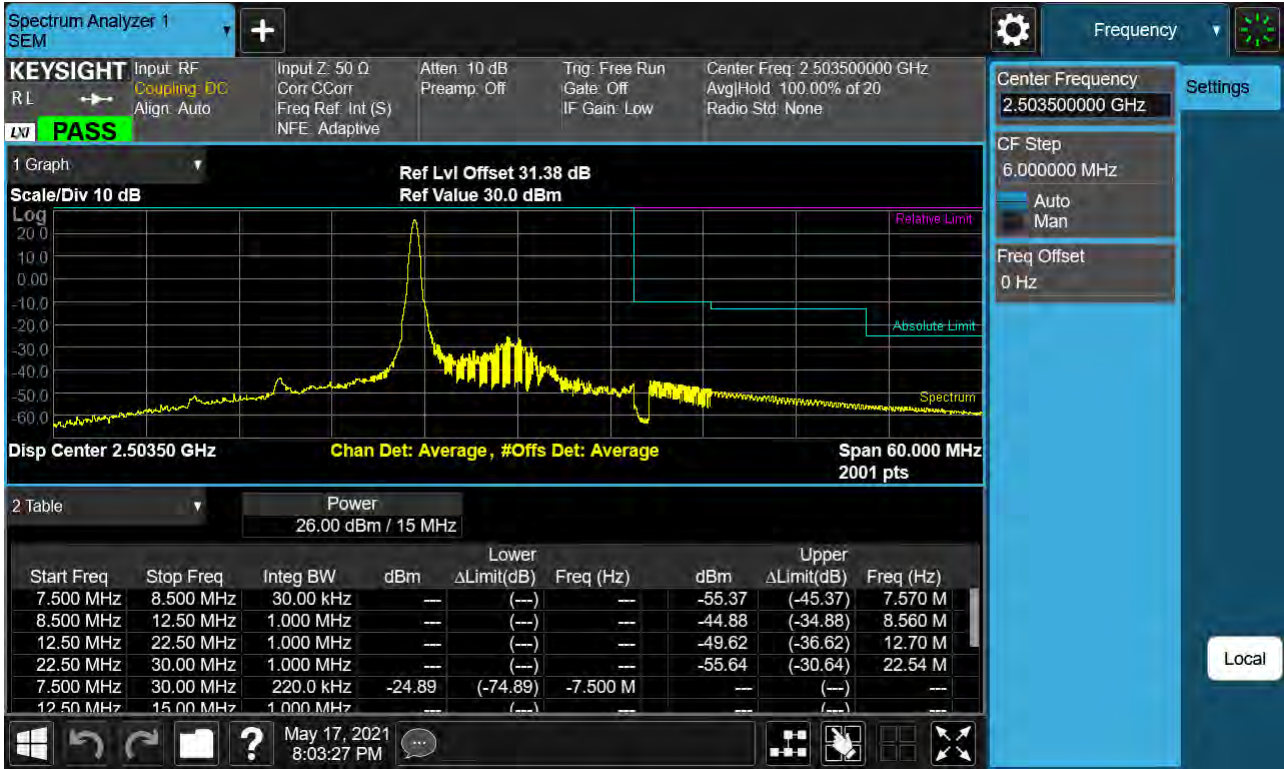 Spectrum Analyzer 1
SEM
Frequency
KEYSIGHT
R L
LXI
PASS
Input: RF
Coupling: DC
Align: Auto
Input Z: 50 Ω
Corr CCorr
Freq Ref: Int (S)
NFE: Adaptive
Atten: 10 dB
Preamp: Off
Trig: Free Run
Gate: Off
IF Gain: Low
Center Freq: 2.503500000 GHz
Avg|Hold: 100.00% of 20
Radio Std: None
Center Frequency
2.503500000 GHz
Settings
CF Step
6.000000 MHz
Auto
Man
Freq Offset
0 Hz
Local
1 Graph
Scale/Div 10 dB
Ref Lvl Offset 31.38 dB
Ref Value 30.0 dBm
Log
20.0
10.0
0.00
-10.0
-20.0
-30.0
-40.0
-50.0
-60.0
Relative Limit
Absolute Limit
Spectrum
Disp Center 2.50350 GHz
Chan Det: Average, #Offs Det: Average
Span 60.000 MHz
2001 pts
2 Table
Power
26.00 dBm / 15 MHz
Lower Upper
Start Freq Stop Freq Integ BW dBm ΔLimit(dB) Freq (Hz) dBm ΔLimit(dB) Freq (Hz)
7.500 MHz 8.500 MHz 30.00 kHz --- (---) --- -55.37 (-45.37) 7.570 M
8.500 MHz 12.50 MHz 1.000 MHz --- (---) --- -44.88 (-34.88) 8.560 M
12.50 MHz 22.50 MHz 1.000 MHz --- (---) --- -49.62 (-36.62) 12.70 M
22.50 MHz 30.00 MHz 1.000 MHz --- (---) --- -55.64 (-30.64) 22.54 M
7.500 MHz 30.00 MHz 220.0 kHz -24.89 (-74.89) -7.500 M --- (---) ---
12.50 MHz 15.00 MHz 1.000 MHz --- (---) --- --- (---) ---
?
May 17, 2021
8:03:27 PM